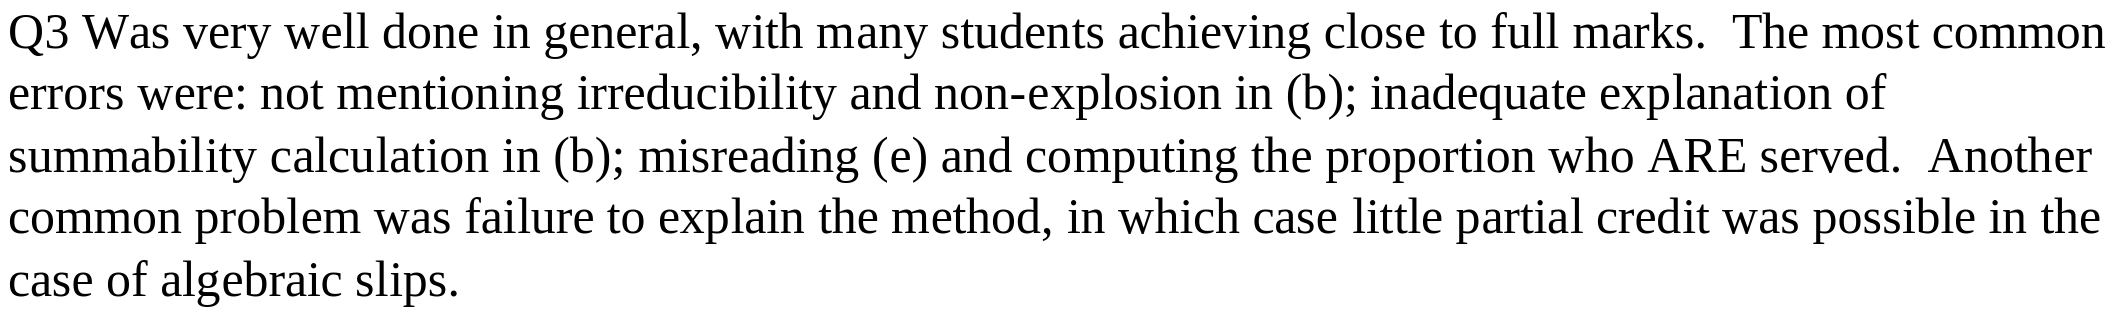 Q3 Was very well done in general, with many students achieving close to full marks.  The most common
errors were: not mentioning irreducibility and non-explosion in (b); inadequate explanation of
summability calculation in (b); misreading (e) and computing the proportion who ARE served.  Another
common problem was failure to explain the method, in which case little partial credit was possible in the
case of algebraic slips.